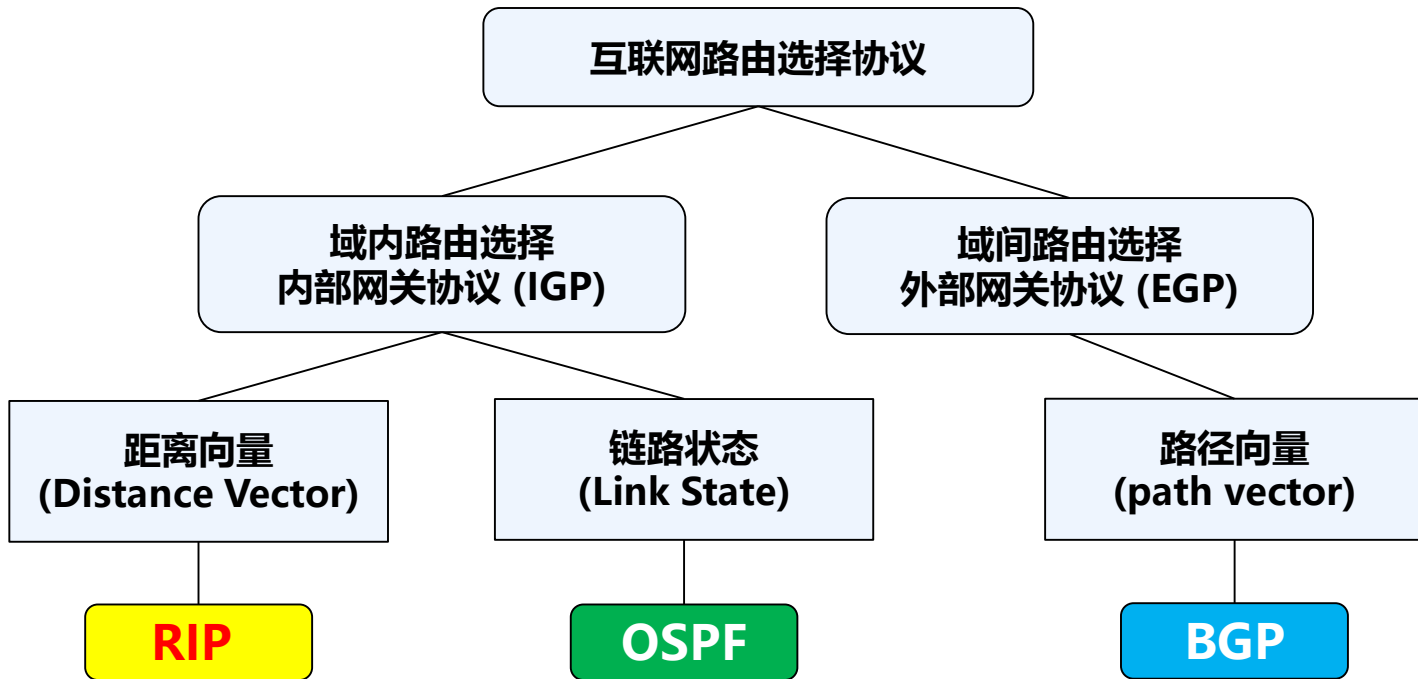 互联网路由选择协议
域内路由选择
内部网关协议 (IGP)
域间路由选择
外部网关协议 (EGP)
距离向量
(Distance Vector)
链路状态
(Link State)
路径向量
(path vector)
RIP
OSPF
BGP